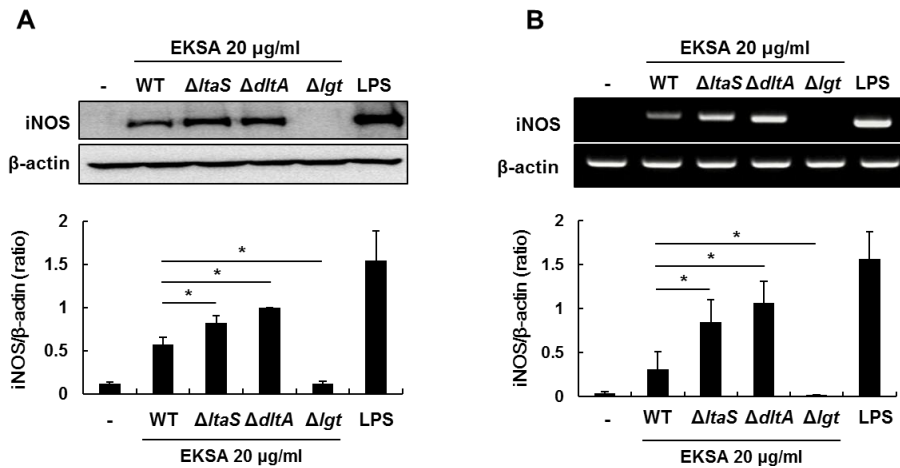 A
EKSA 20 μg/ml
- WT ΔltaS ΔdltA Δlgt LPS
iNOS
β-actin
iNOS/β-actin (ratio)
2
1.5
1
0.5
0
* * *
- WT ΔltaS ΔdltA Δlgt LPS
EKSA 20 μg/ml
B
EKSA 20 μg/ml
- WT ΔltaS ΔdltA Δlgt LPS
iNOS
β-actin
iNOS/β-actin (ratio)
2
1.5
1
0.5
0
* * *
- WT ΔltaS ΔdltA Δlgt LPS
EKSA 20 μg/ml